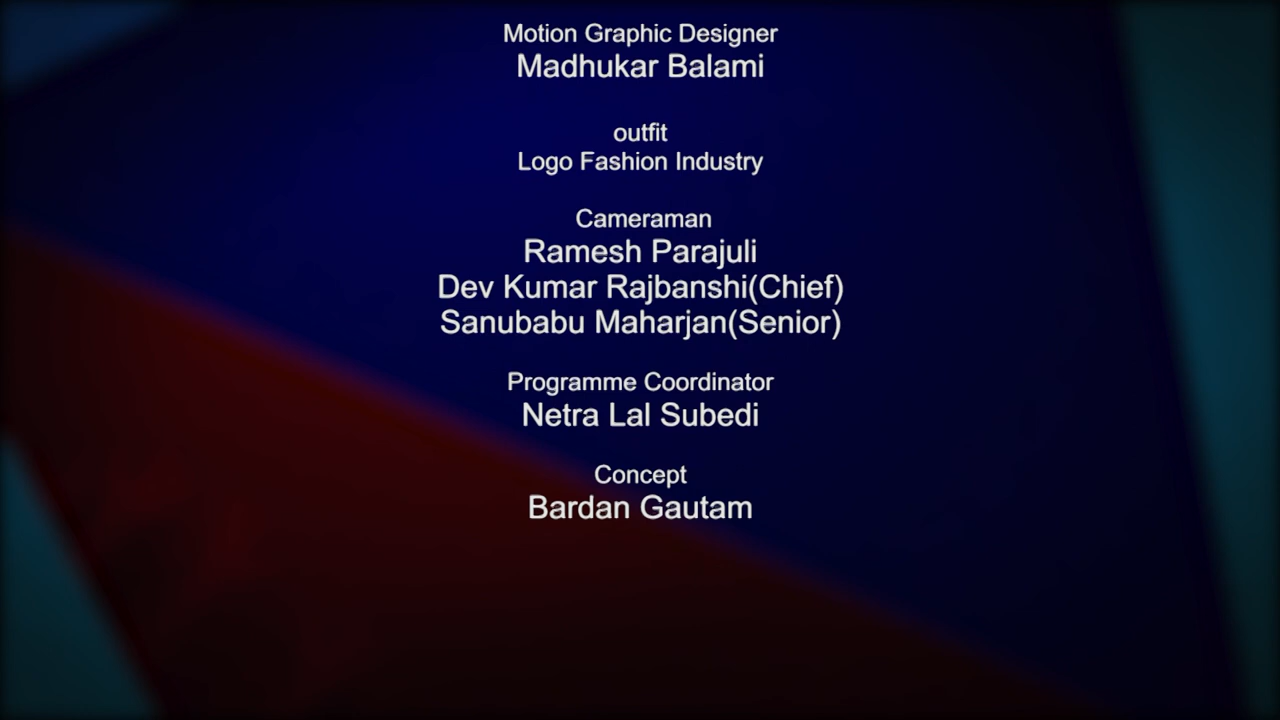 Motion Graphic Designer
Madhukar Balami
outfit
Logo Fashion Industry
Cameraman
Ramesh Parajuli
Dev Kumar Rajbanshi(Chief)
Sanubabu Maharjan(Senior)
Programme Coordinator
Netra Lal Subedi
Concept
Bardan Gautam